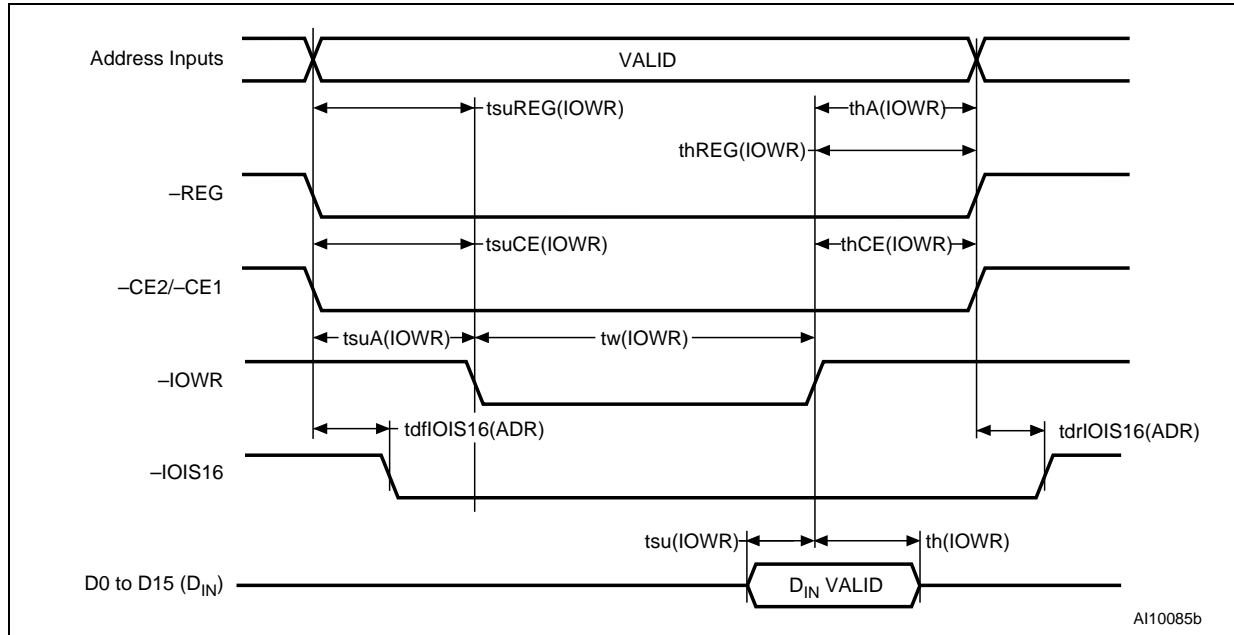 Address Inputs VALID
tsuREG(IOWR) thA(IOWR)
thREG(IOWR)
–REG
tsuCE(IOWR) thCE(IOWR)
–CE2/–CE1
tsuA(IOWR) tw(IOWR)
–IOWR
tdfIOIS16(ADR) tdrIOIS16(ADR)
–IOIS16
tsu(IOWR) th(IOWR)
D0 to D15 (DIN) DIN VALID
AI10085b